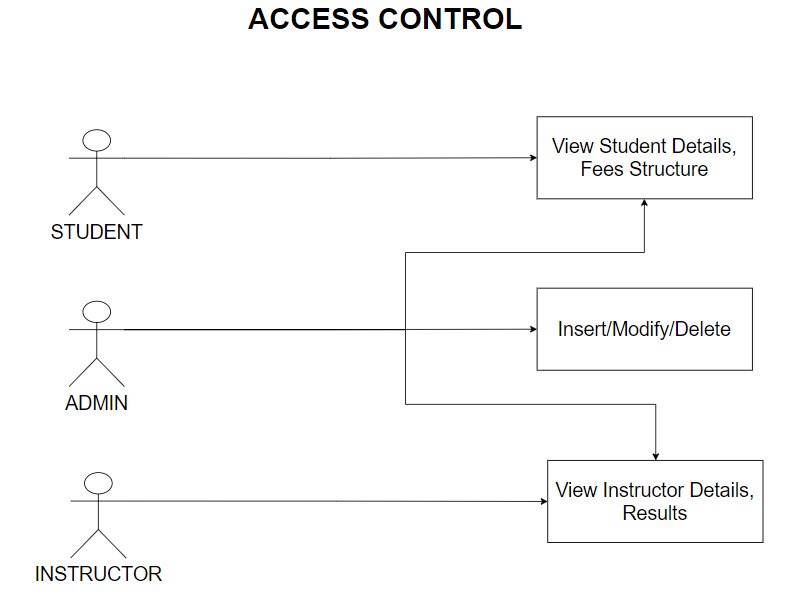 ACCESS CONTROL
View Student Details,
Fees Structure
STUDENT
Insert/Modify/Delete
ADMIN
View Instructor Details,
Results
INSTRUCTOR